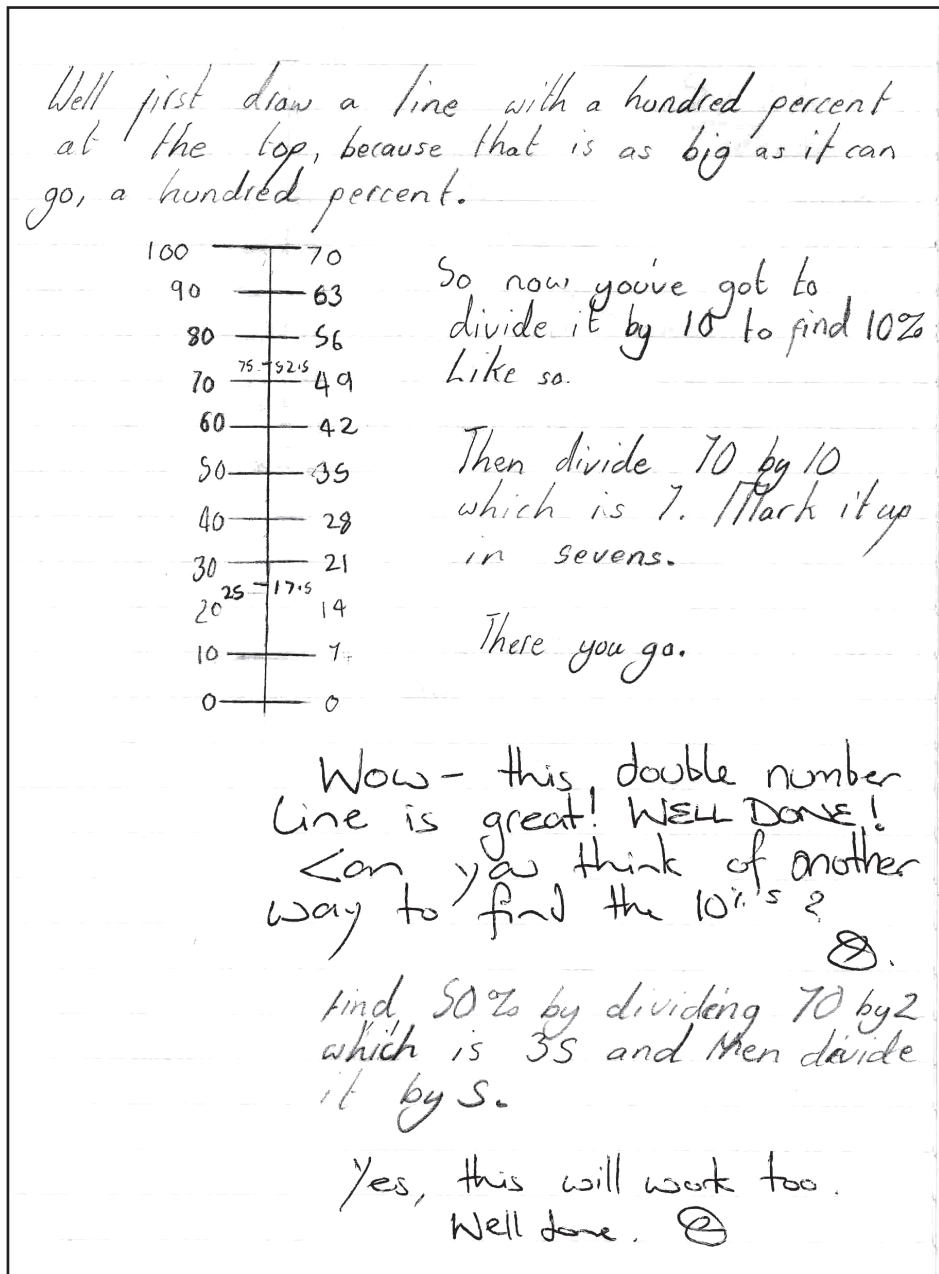 Well first draw a line with a hundred percent
at the top, because that is as big as it can
go, a hundred percent.
100 70
90 63
80 56
75 52.5
70 49
60 42
50 35
40 28
30 21
25 17.5
20 14
10 7
0 0
So now you've got to
divide it by 10 to find 10%
Like so.
Then divide 70 by 10
which is 7. Mark it up
in sevens.
There you go.
Wow - this double number
line is great! WELL DONE!
Can you think of another
way to find the 10%'s?
Find 50% by dividing 70 by 2
which is 35 and then divide
it by 5.
Yes, this will work too.
Well done.